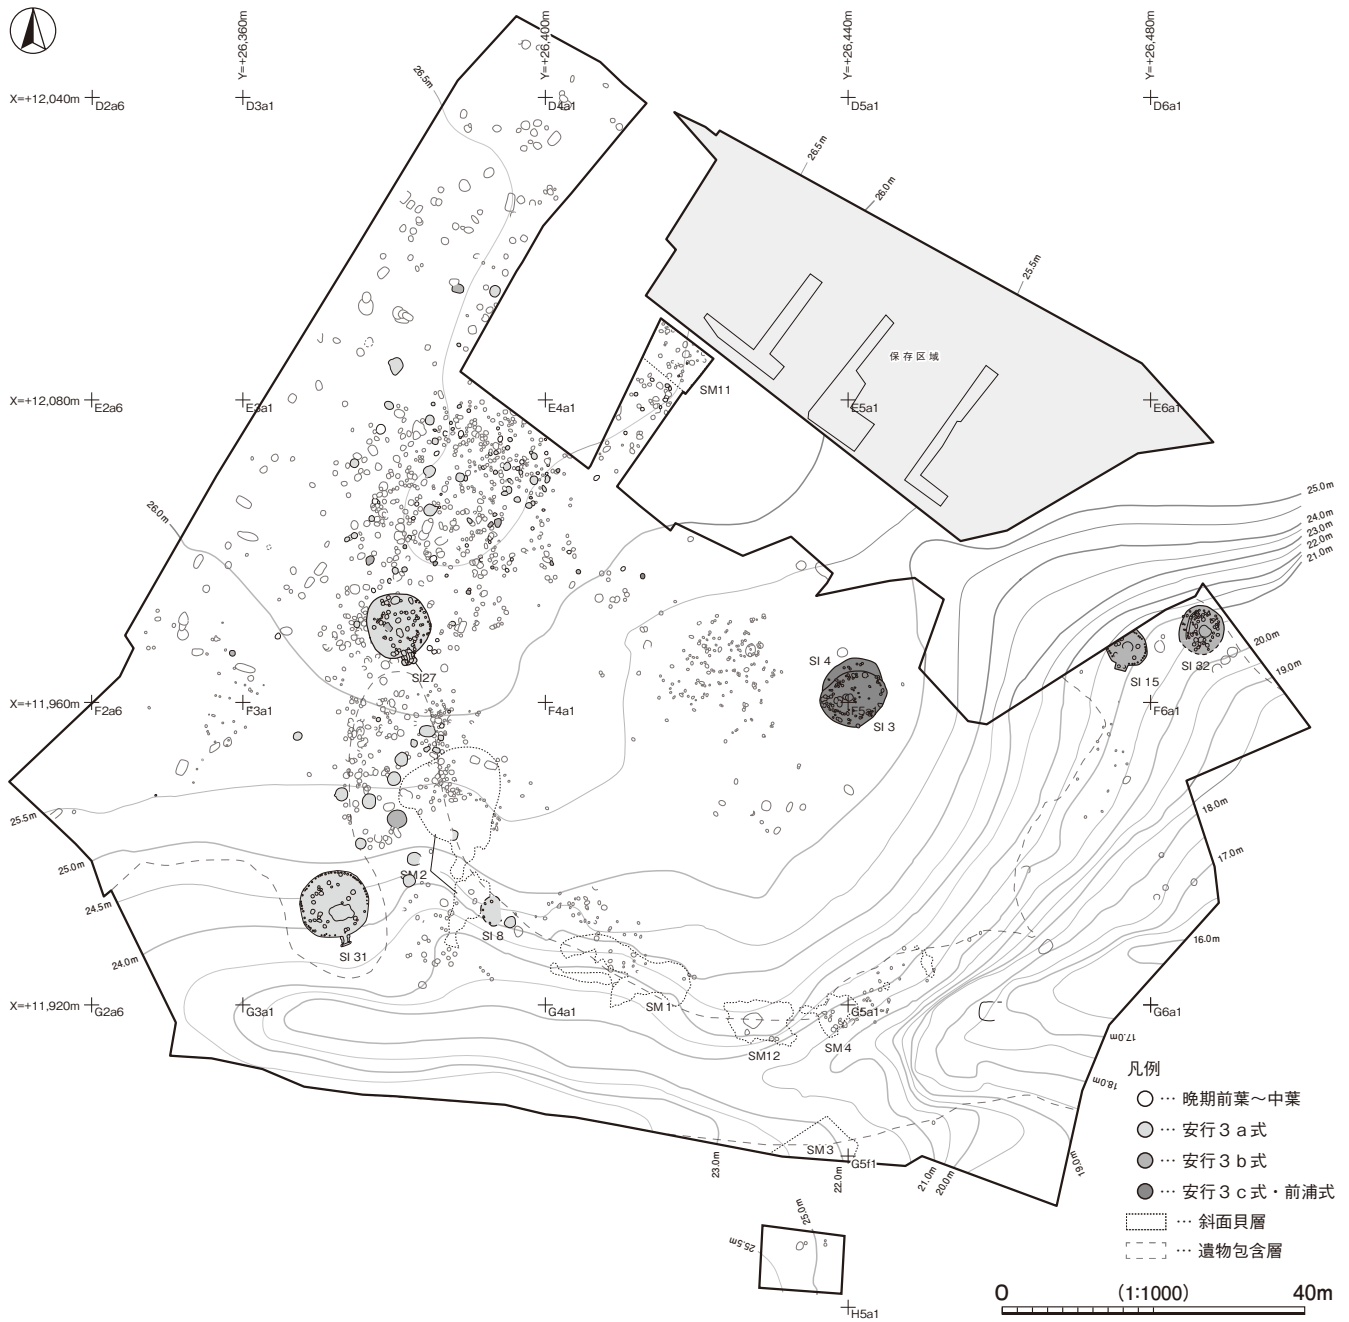 Y=+26,360m
Y=+26,400m
Y=+26,440m
Y=+26,480m
X=+12,040m
D2a6
D3a1
D4a1
D5a1
D6a1
26.5m
26.5m
26.0m
25.5m
保存区域
SM11
X=+12,080m
E2a6
E3a1
E4a1
E5a1
E6a1
26.0m
25.0m
24.0m
23.0m
22.0m
21.0m
SI27
SI 4
SI 3
SI 15
SI 32
20.0m
19.0m
X=+11,960m
F2a6
F3a1
F4a1
F5a1
F6a1
25.5m
25.0m
24.5m
24.0m
18.0m
17.0m
16.0m
SM2
SI 8
SI 31
SM 1
SM12
SM 4
X=+11,920m
G2a6
G3a1
G4a1
G5a1
G6a1
17.0m
18.0m
19.0m
SM3
G5f1
23.0m
22.0m
21.0m
20.0m
25.0m
25.5m
H5a1
凡例
… 晩期前葉～中葉
… 安行3a式
… 安行3b式
… 安行3c式・前浦式
… 斜面貝層
… 遺物包含層
0 (1:1000) 40m